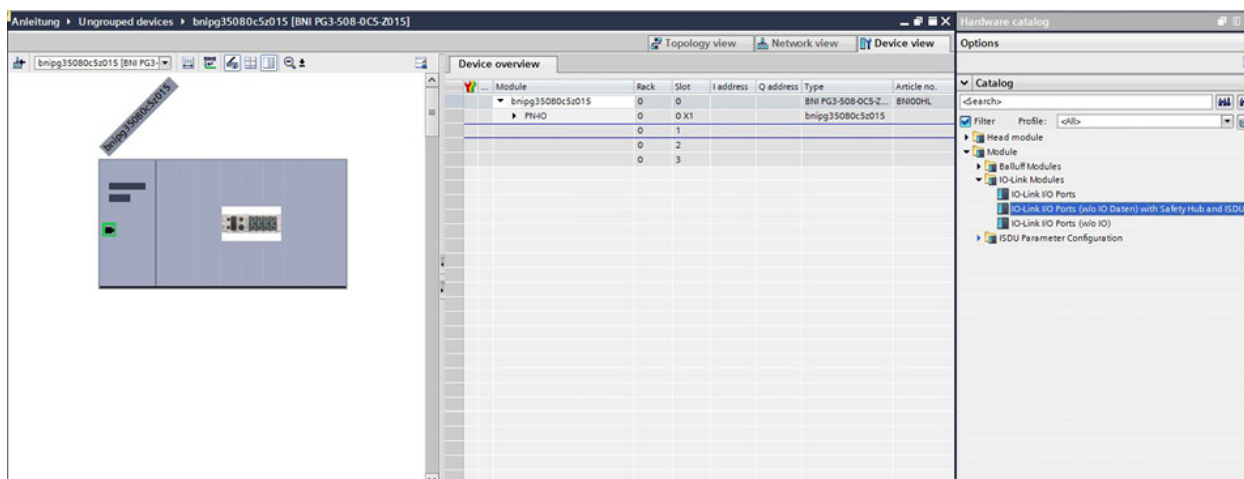 Anleitung ▸ Ungrouped devices ▸ bnipg35080c5z015 [BNI PG3-508-0C5-Z015]
Topology view Network view Device view
bnipg35080c5z015 [BNI PG3-
bnipg35080c5z015
Device overview
... Module Rack Slot I address Q address Type Article no.
bnipg35080c5z015 0 0 BNI PG3-508-0C5-Z... BNI00HL
PN-IO 0 0 X1 bnipg35080c5z015
0 1
0 2
0 3
Hardware catalog
Options
Catalog
<Search>
Filter Profile: <All>
Head module
Module
Balluff Modules
IO-Link Modules
IO-Link I/O Ports
IO-Link I/O Ports (w/o IO Daten) with Safety Hub and ISDU
IO-Link I/O Ports (w/o IO)
ISDU Parameter Configuration